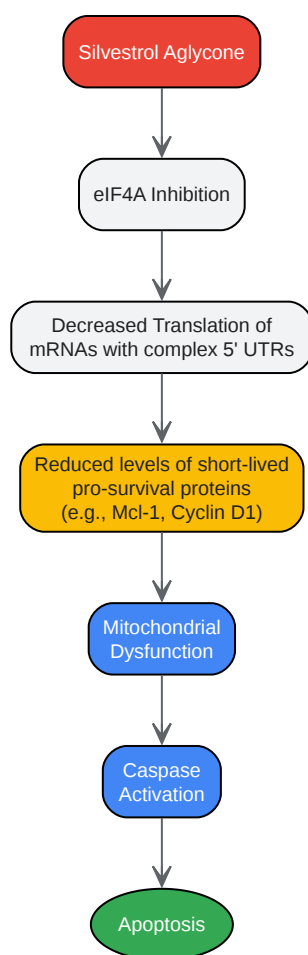 Silvestrol Aglycone
eIF4A Inhibition
Decreased Translation of
mRNAs with complex 5' UTRs
Reduced levels of short-lived
pro-survival proteins
(e.g., Mcl-1, Cyclin D1)
Mitochondrial
Dysfunction
Caspase
Activation
Apoptosis